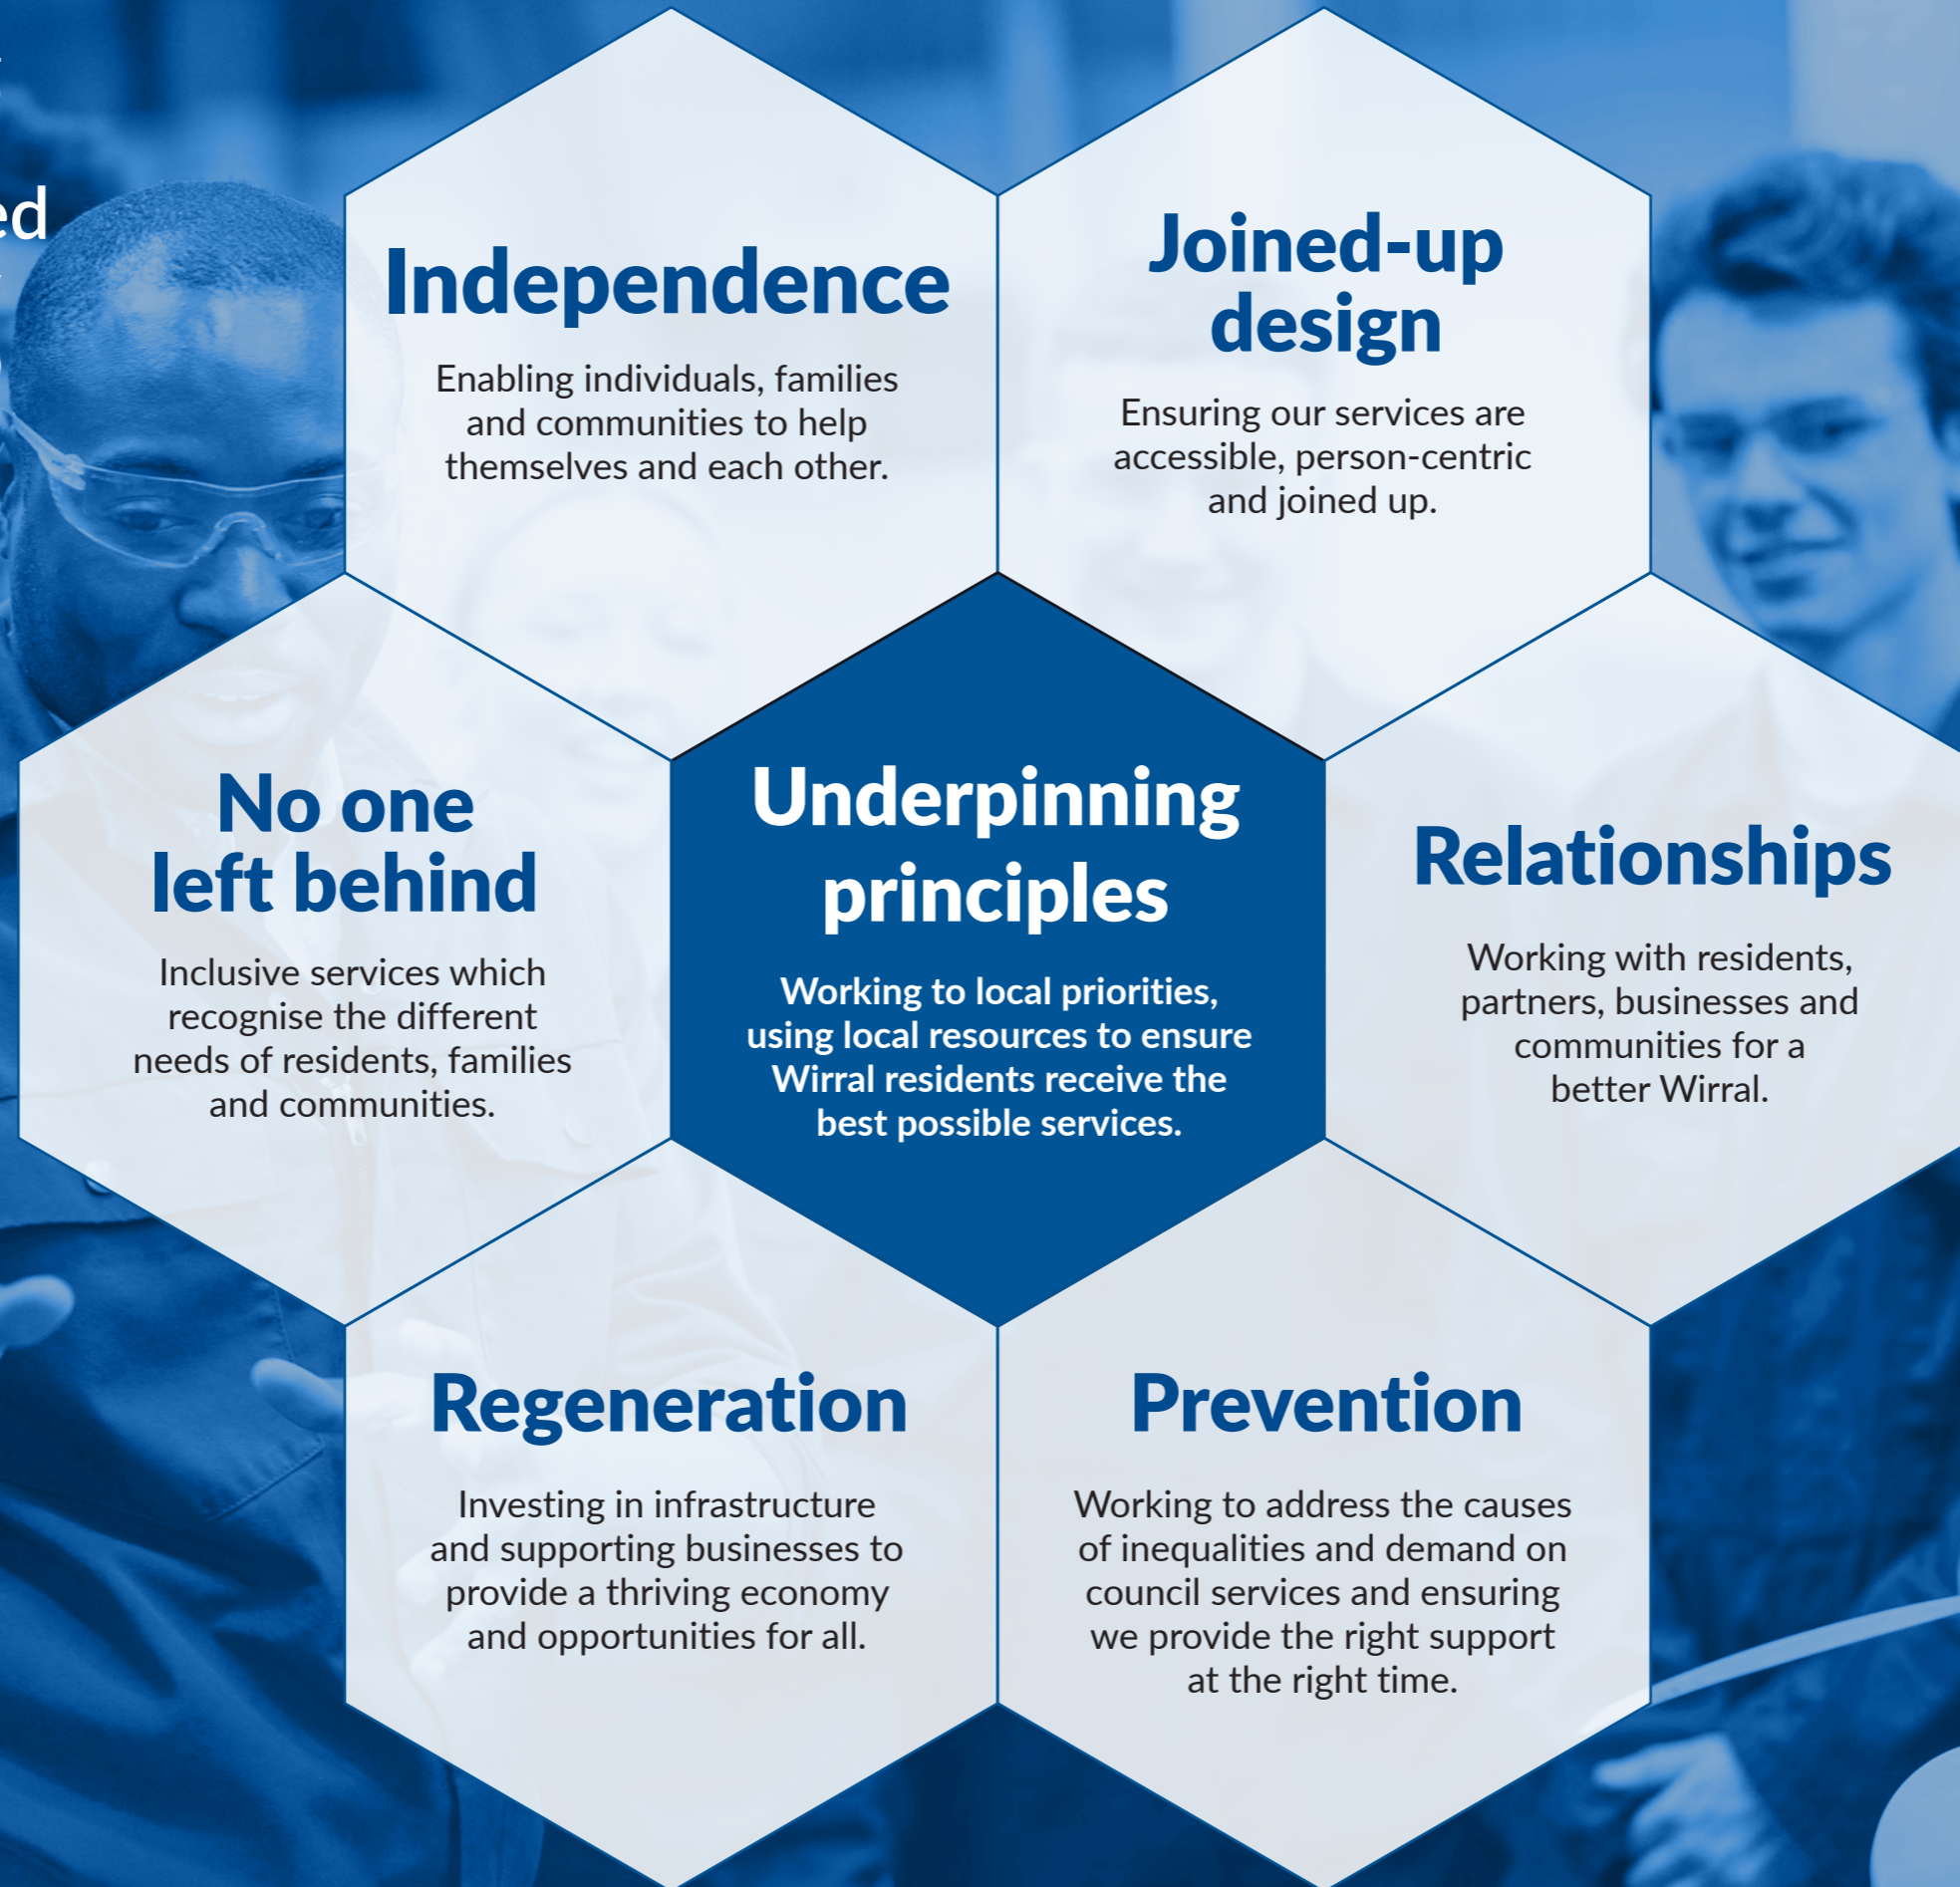 ed
Independence
Enabling individuals, families
and communities to help
themselves and each other.
Joined-up
design
Ensuring our services are
accessible, person-centric
and joined up.
No one
left behind
Inclusive services which
recognise the different
needs of residents, families
and communities.
Underpinning
principles
Working to local priorities,
using local resources to ensure
Wirral residents receive the
best possible services.
Relationships
Working with residents,
partners, businesses and
communities for a
better Wirral.
Regeneration
Investing in infrastructure
and supporting businesses to
provide a thriving economy
and opportunities for all.
Prevention
Working to address the causes
of inequalities and demand on
council services and ensuring
we provide the right support
at the right time.